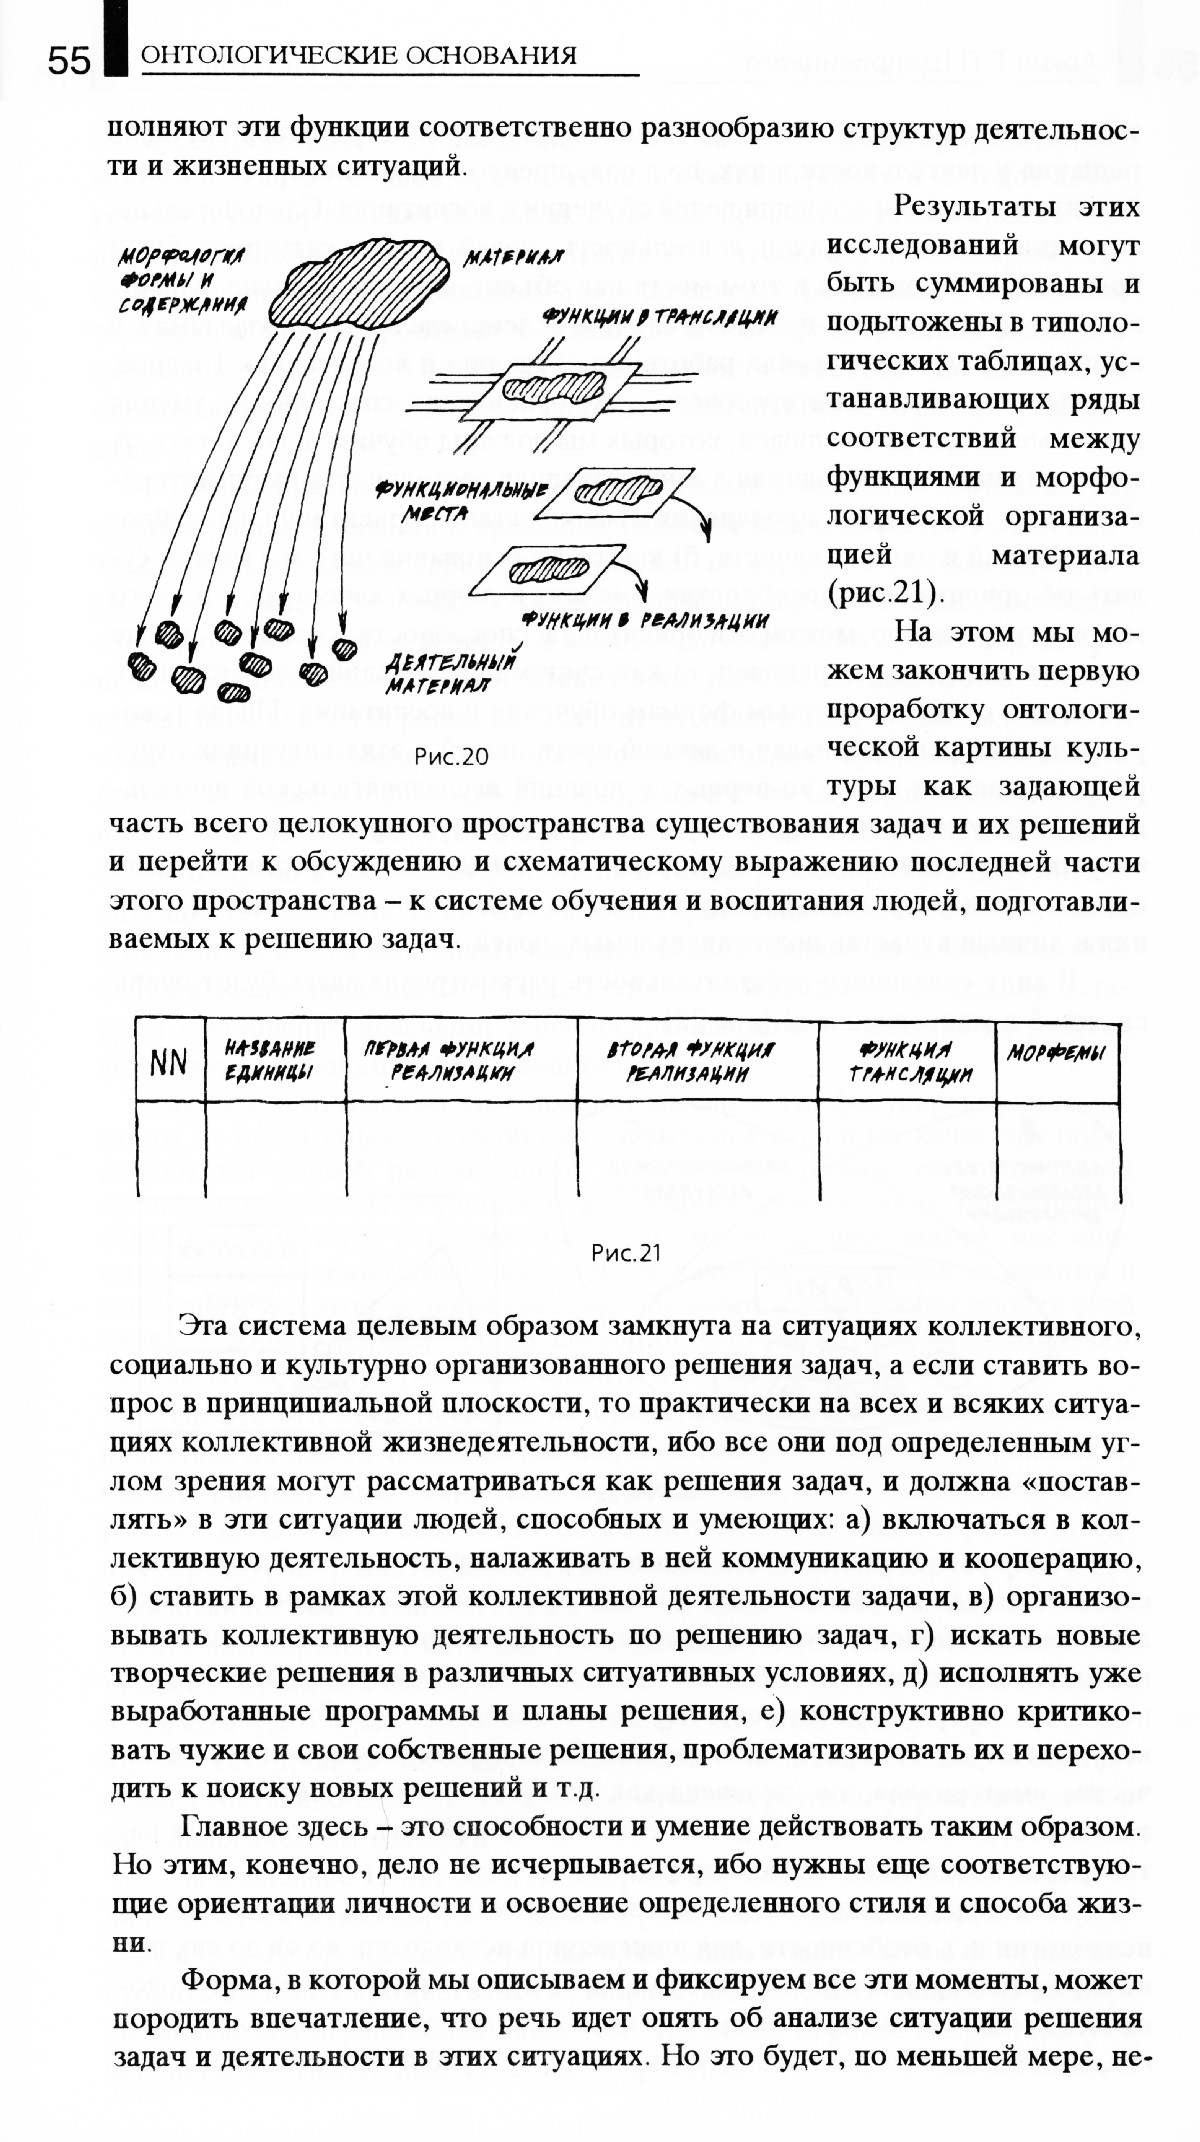 55
ОНТОЛОГИЧЕСКИЕ ОСНОВАНИЯ
полняют эти функции соответственно разнообразию структур деятельнос-
ти и жизненных ситуаций.
МОРФОЛОГИЯ
ФОРМЫ И
СОДЕРЖАНИЯ
МАТЕРИАЛ
ФУНКЦИИ В ТРАНСЛЯЦИИ
ФУНКЦИОНАЛЬНЫЕ
МЕСТА
ФУНКЦИИ В РЕАЛИЗАЦИИ
ДЕЯТЕЛЬНЫЙ
МАТЕРИАЛ
Рис.20
Результаты этих
исследований могут
быть суммированы и
подытожены в типоло-
гических таблицах, ус-
танавливающих ряды
соответствий между
функциями и морфо-
логической организа-
цией материала
(рис.21).
На этом мы мо-
жем закончить первую
проработку онтологи-
ческой картины куль-
туры как задающей
часть всего целокупного пространства существования задач и их решений
и перейти к обсуждению и схематическому выражению последней части
этого пространства – к системе обучения и воспитания людей, подготавли-
ваемых к решению задач.
NN
НАЗВАНИЕ
ЕДИНИЦЫ
ПЕРВАЯ ФУНКЦИЯ
РЕАЛИЗАЦИИ
ВТОРАЯ ФУНКЦИЯ
РЕАЛИЗАЦИИ
ФУНКЦИЯ
ТРАНСЛЯЦИИ
МОРФЕМЫ
Рис.21
Эта система целевым образом замкнута на ситуациях коллективного,
социально и культурно организованного решения задач, а если ставить во-
прос в принципиальной плоскости, то практически на всех и всяких ситуа-
циях коллективной жизнедеятельности, ибо все они под определенным уг-
лом зрения могут рассматриваться как решения задач, и должна «постав-
лять» в эти ситуации людей, способных и умеющих: а) включаться в кол-
лективную деятельность, налаживать в ней коммуникацию и кооперацию,
б) ставить в рамках этой коллективной деятельности задачи, в) организо-
вывать коллективную деятельность по решению задач, г) искать новые
творческие решения в различных ситуативных условиях, д) исполнять уже
выработанные программы и планы решения, е) конструктивно критико-
вать чужие и свои собственные решения, проблематизировать их и перехо-
дить к поиску новых решений и т.д.
Главное здесь – это способности и умение действовать таким образом.
Но этим, конечно, дело не исчерпывается, ибо нужны еще соответствую-
щие ориентации личности и освоение определенного стиля и способа жиз-
ни.
Форма, в которой мы описываем и фиксируем все эти моменты, может
породить впечатление, что речь идет опять об анализе ситуации решения
задач и деятельности в этих ситуациях. Но это будет, по меньшей мере, не-